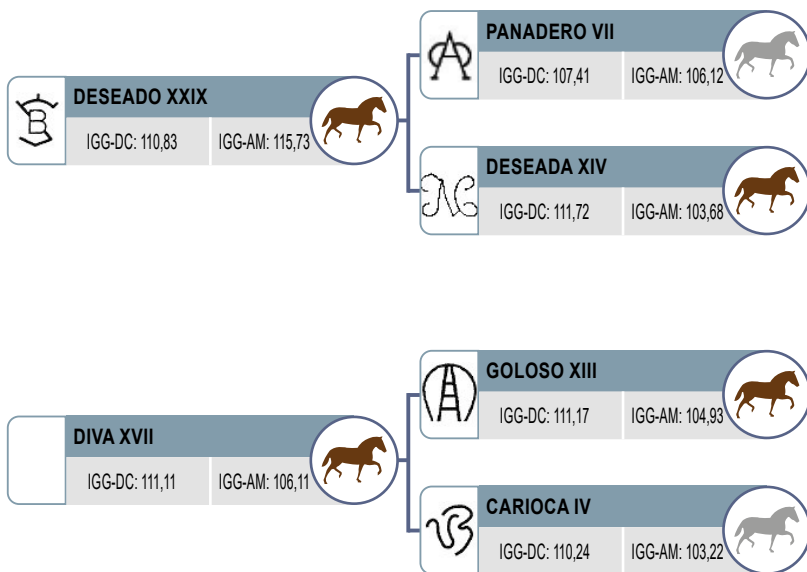 PANADERO VII
IGG-DC: 107,41 IGG-AM: 106,12
DESEADO XXIX
IGG-DC: 110,83 IGG-AM: 115,73
DESEADA XIV
IGG-DC: 111,72 IGG-AM: 103,68
GOLOSO XIII
IGG-DC: 111,17 IGG-AM: 104,93
DIVA XVII
IGG-DC: 111,11 IGG-AM: 106,11
CARIOCA IV
IGG-DC: 110,24 IGG-AM: 103,22